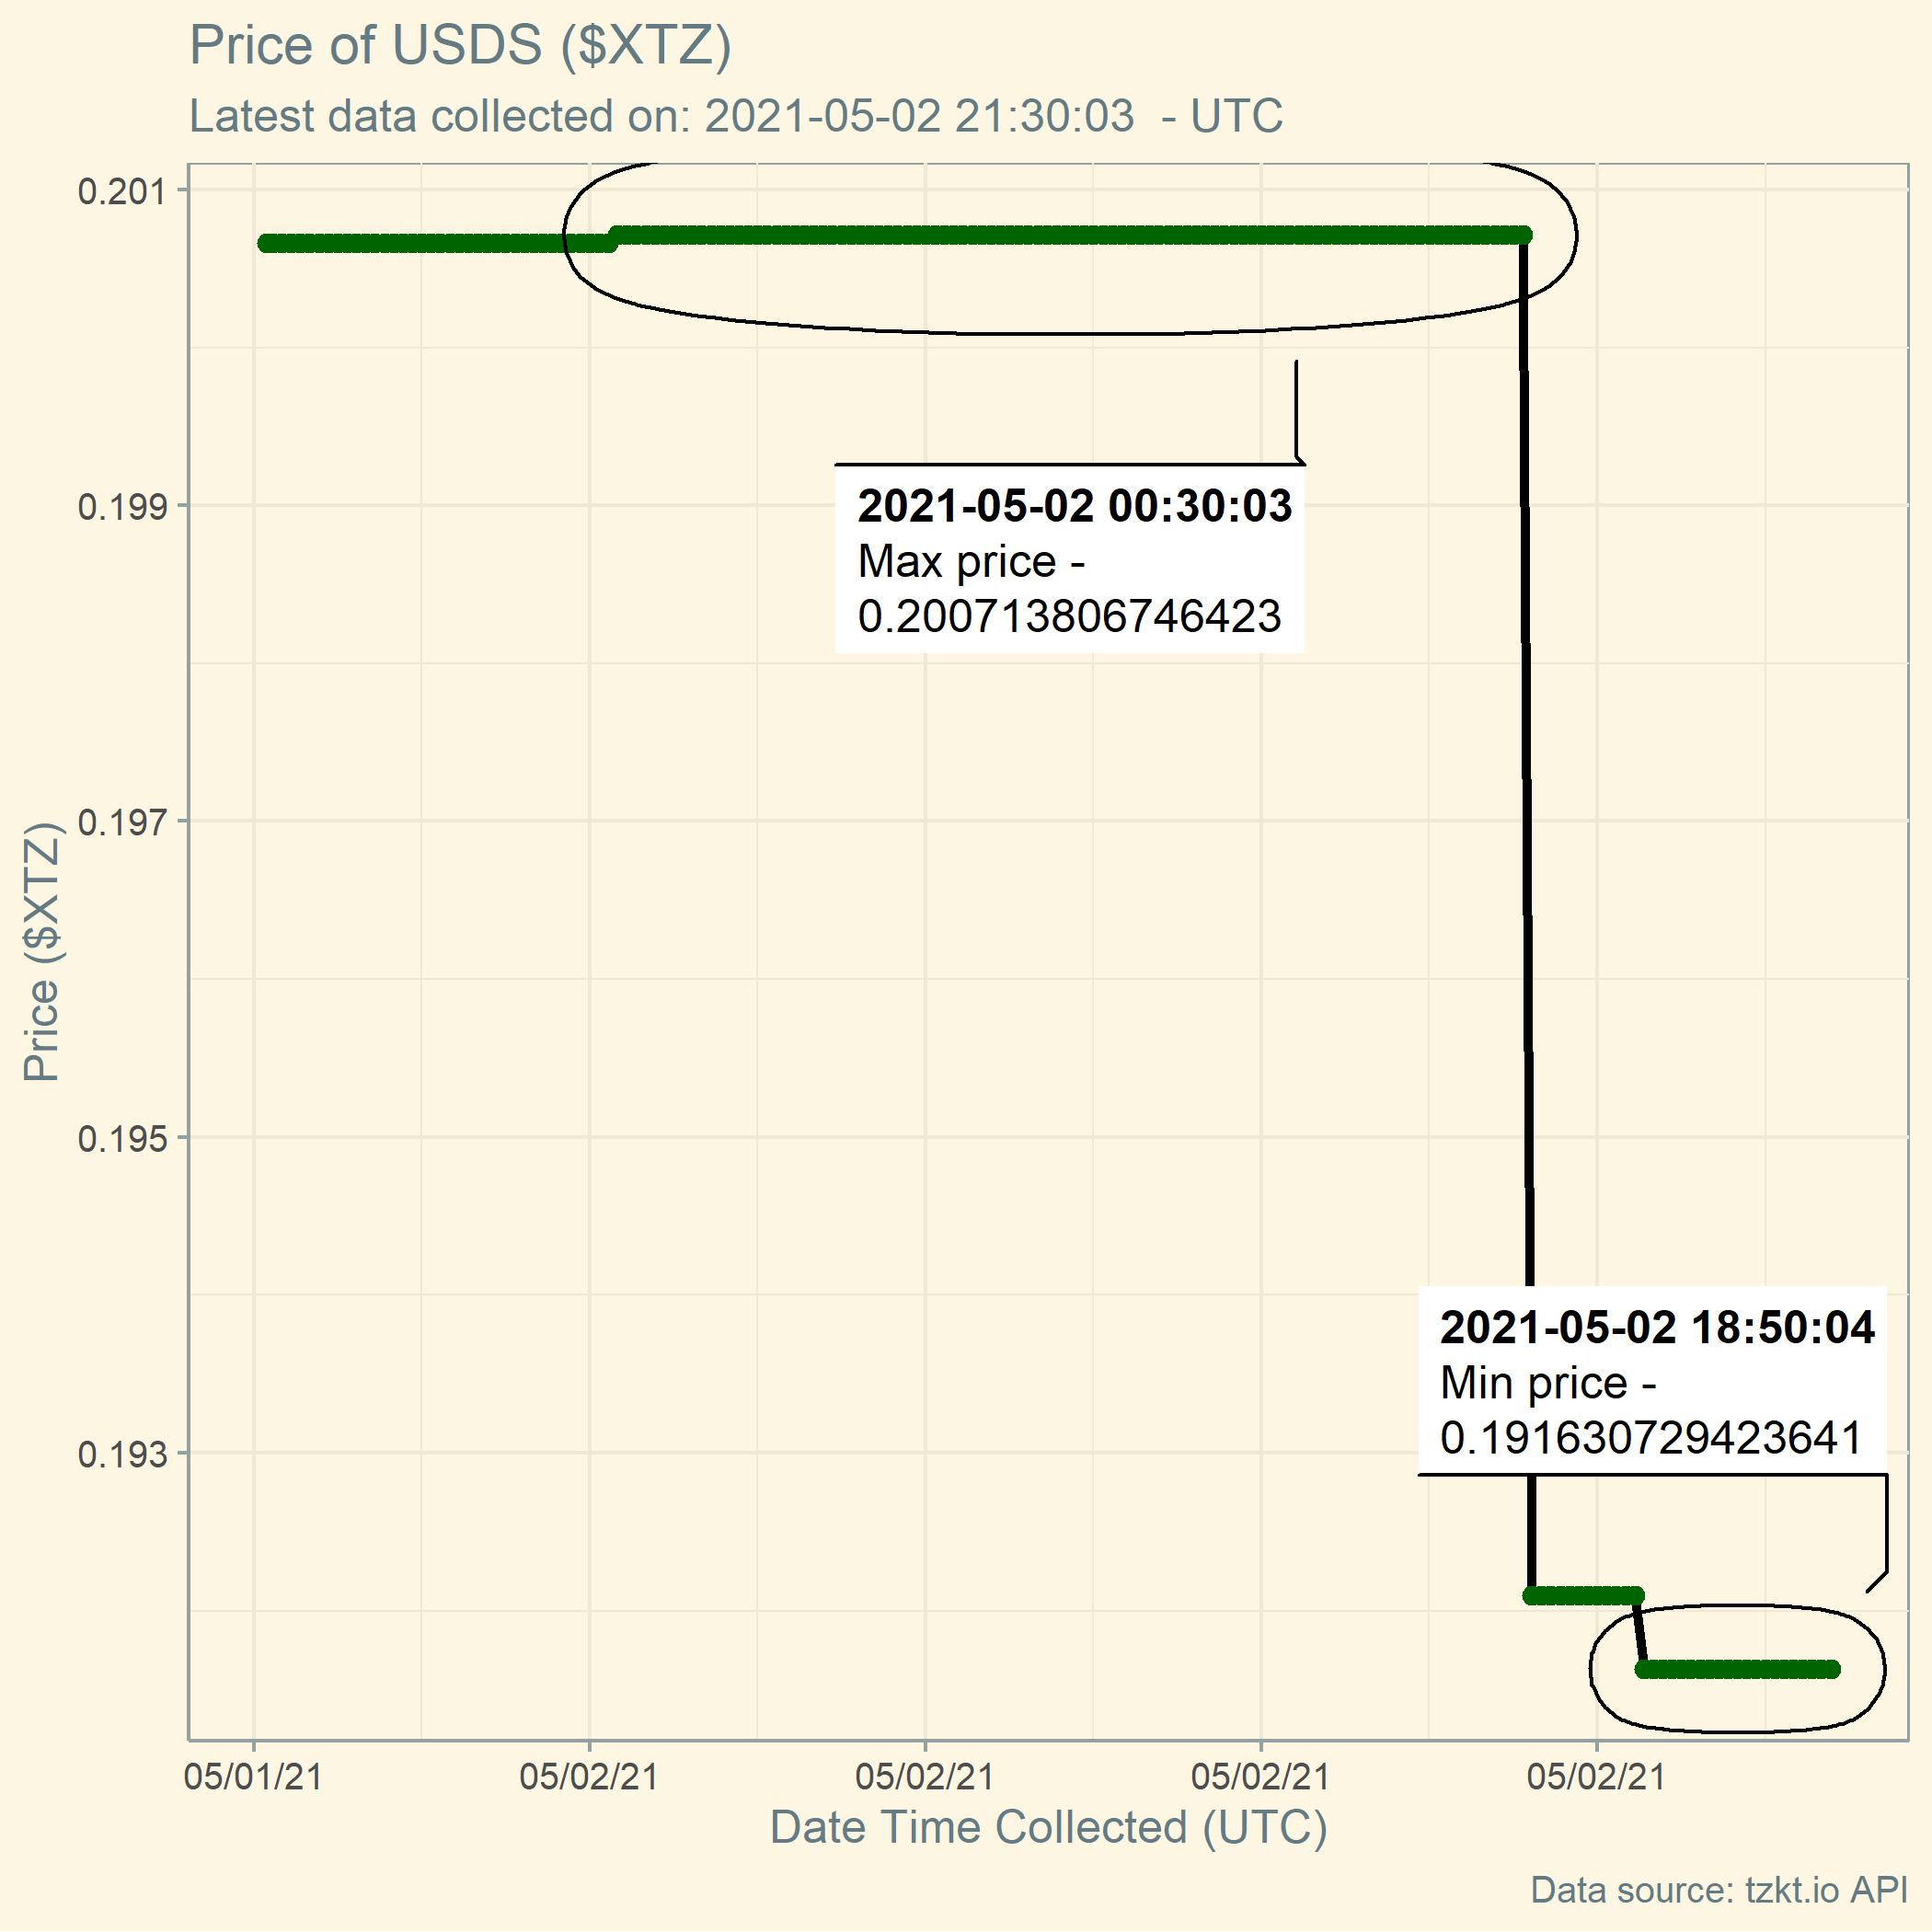 Price of USDS ($XTZ)
Latest data collected on: 2021-05-02 21:30:03 - UTC
0.201
0.199
0.197
0.195
0.193
Price ($XTZ)
2021-05-02 00:30:03
Max price -
0.200713806746423
2021-05-02 18:50:04
Min price -
0.191630729423641
05/01/21 05/02/21 05/02/21 05/02/21 05/02/21
Date Time Collected (UTC)
Data source: tzkt.io API